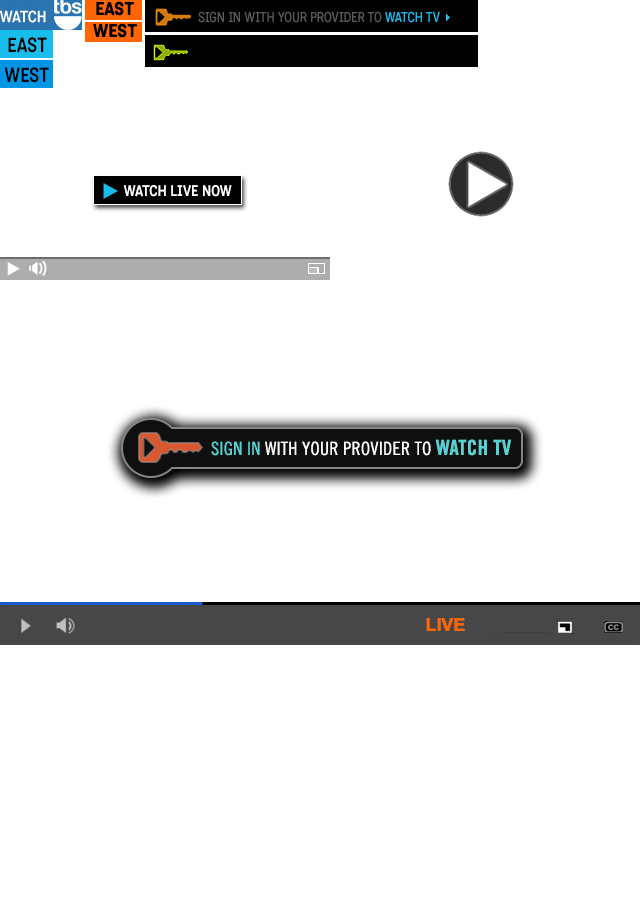 WATCH
tbs
EAST
WEST
EAST
WEST
SIGN IN WITH YOUR PROVIDER TO WATCH TV
WATCH LIVE NOW
SIGN IN WITH YOUR PROVIDER TO WATCH TV
LIVE
CC